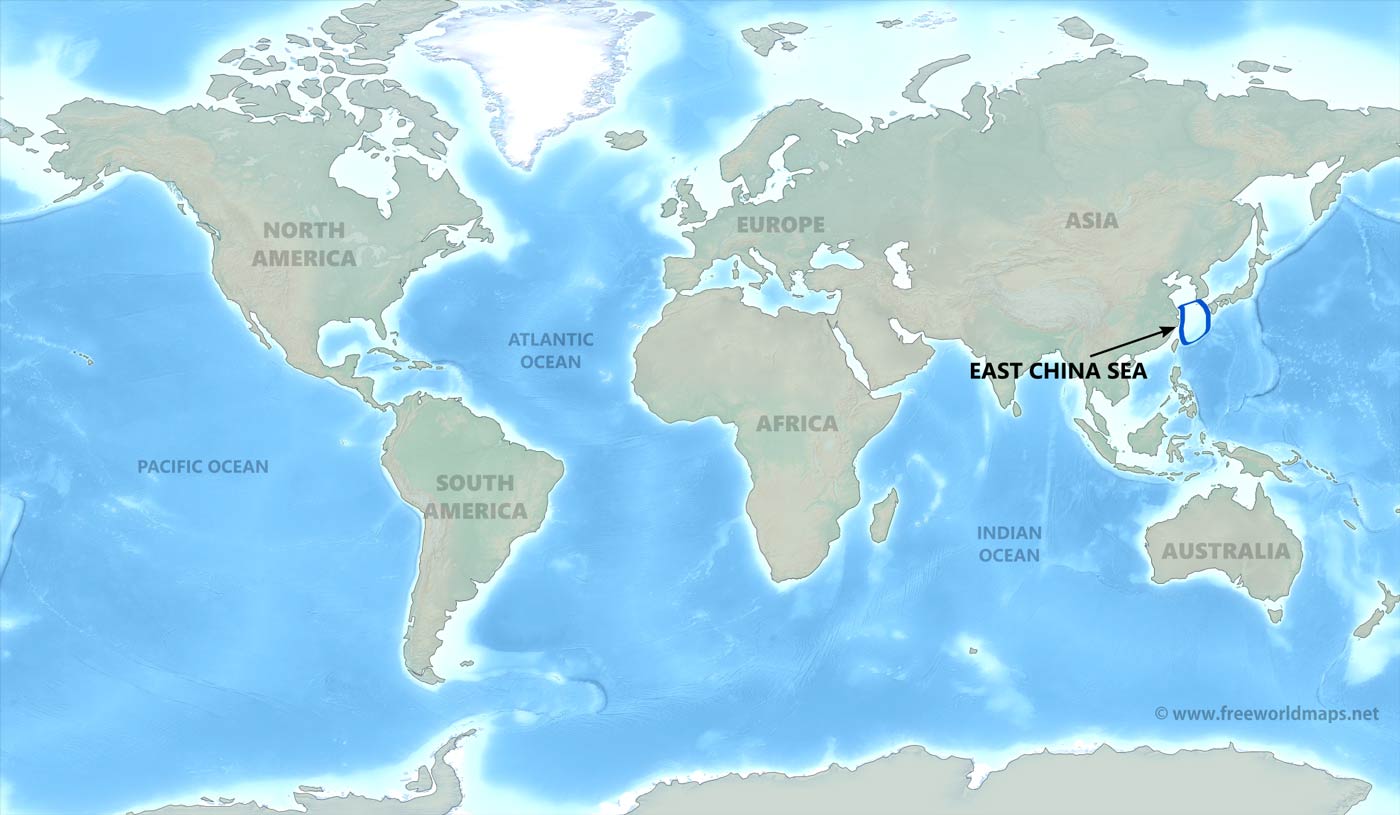 NORTH
AMERICA
EUROPE
ASIA
ATLANTIC
OCEAN
EAST CHINA SEA
AFRICA
PACIFIC OCEAN
SOUTH
AMERICA
INDIAN
OCEAN
AUSTRALIA
© www.freeworldmaps.net